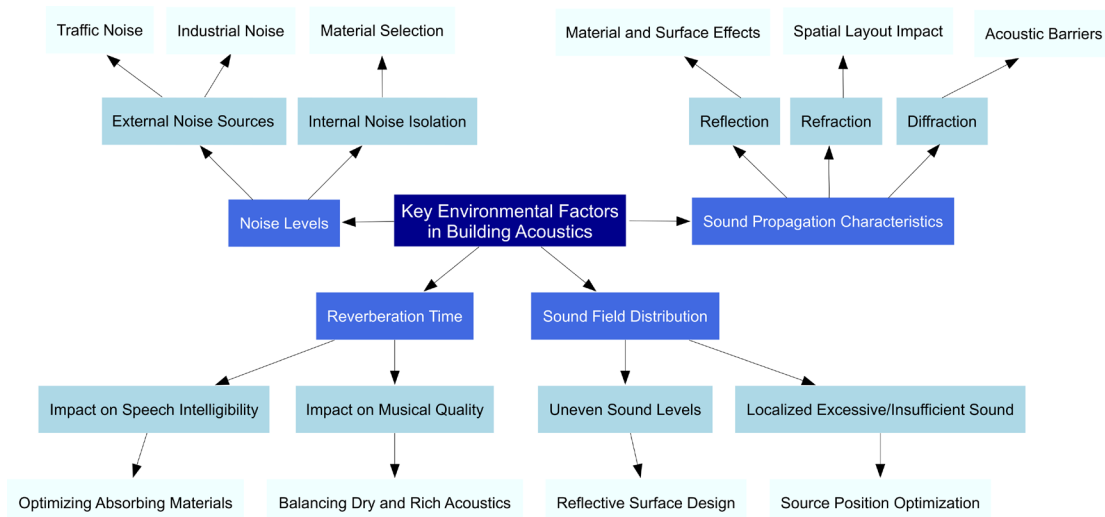 Traffic Noise
Industrial Noise
Material Selection
Material and Surface Effects
Spatial Layout Impact
Acoustic Barriers
External Noise Sources
Internal Noise Isolation
Reflection
Refraction
Diffraction
Noise Levels
Key Environmental Factors
in Building Acoustics
Sound Propagation Characteristics
Reverberation Time
Sound Field Distribution
Impact on Speech Intelligibility
Impact on Musical Quality
Uneven Sound Levels
Localized Excessive/Insufficient Sound
Optimizing Absorbing Materials
Balancing Dry and Rich Acoustics
Reflective Surface Design
Source Position Optimization